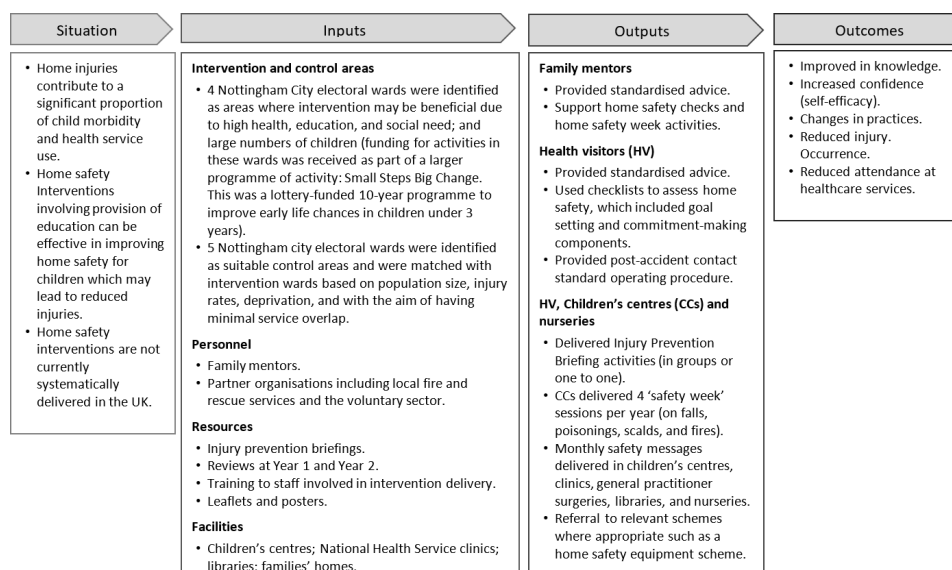 Situation
Inputs
Outputs
Outcomes
• Home injuries
contribute to a
significant proportion
of child morbidity
and health service
use.
• Home safety
Interventions
involving provision of
education can be
effective in improving
home safety for
children which may
lead to reduced
injuries.
• Home safety
interventions are not
currently
systematically
delivered in the UK.
Intervention and control areas
• 4 Nottingham City electoral wards were identified
as areas where intervention may be beneficial due
to high health, education, and social need; and
large numbers of children (funding for activities in
these wards was received as part of a larger
programme of activity: Small Steps Big Change.
This was a lottery-funded 10-year programme to
improve early life chances in children under 3
years).
• 5 Nottingham city electoral wards were identified
as suitable control areas and were matched with
intervention wards based on population size, injury
rates, deprivation, and with the aim of having
minimal service overlap.
Personnel
• Family mentors.
• Partner organisations including local fire and
rescue services and the voluntary sector.
Resources
• Injury prevention briefings.
• Reviews at Year 1 and Year 2.
• Training to staff involved in intervention delivery.
• Leaflets and posters.
Facilities
• Children's centres; National Health Service clinics;
libraries; families' homes.
Family mentors
• Provided standardised advice.
• Support home safety checks and
home safety week activities.
Health visitors (HV)
• Provided standardised advice.
• Used checklists to assess home
safety, which included goal
setting and commitment-making
components.
• Provided post-accident contact
standard operating procedure.
HV, Children's centres (CCs) and
nurseries
• Delivered Injury Prevention
Briefing activities (in groups or
one to one).
• CCs delivered 4 'safety week'
sessions per year (on falls,
poisonings, scalds, and fires).
• Monthly safety messages
delivered in children's centres,
clinics, general practitioner
surgeries, libraries, and nurseries.
• Referral to relevant schemes
where appropriate such as a
home safety equipment scheme.
• Improved in knowledge.
• Increased confidence
(self-efficacy).
• Changes in practices.
• Reduced injury.
Occurrence.
• Reduced attendance at
healthcare services.